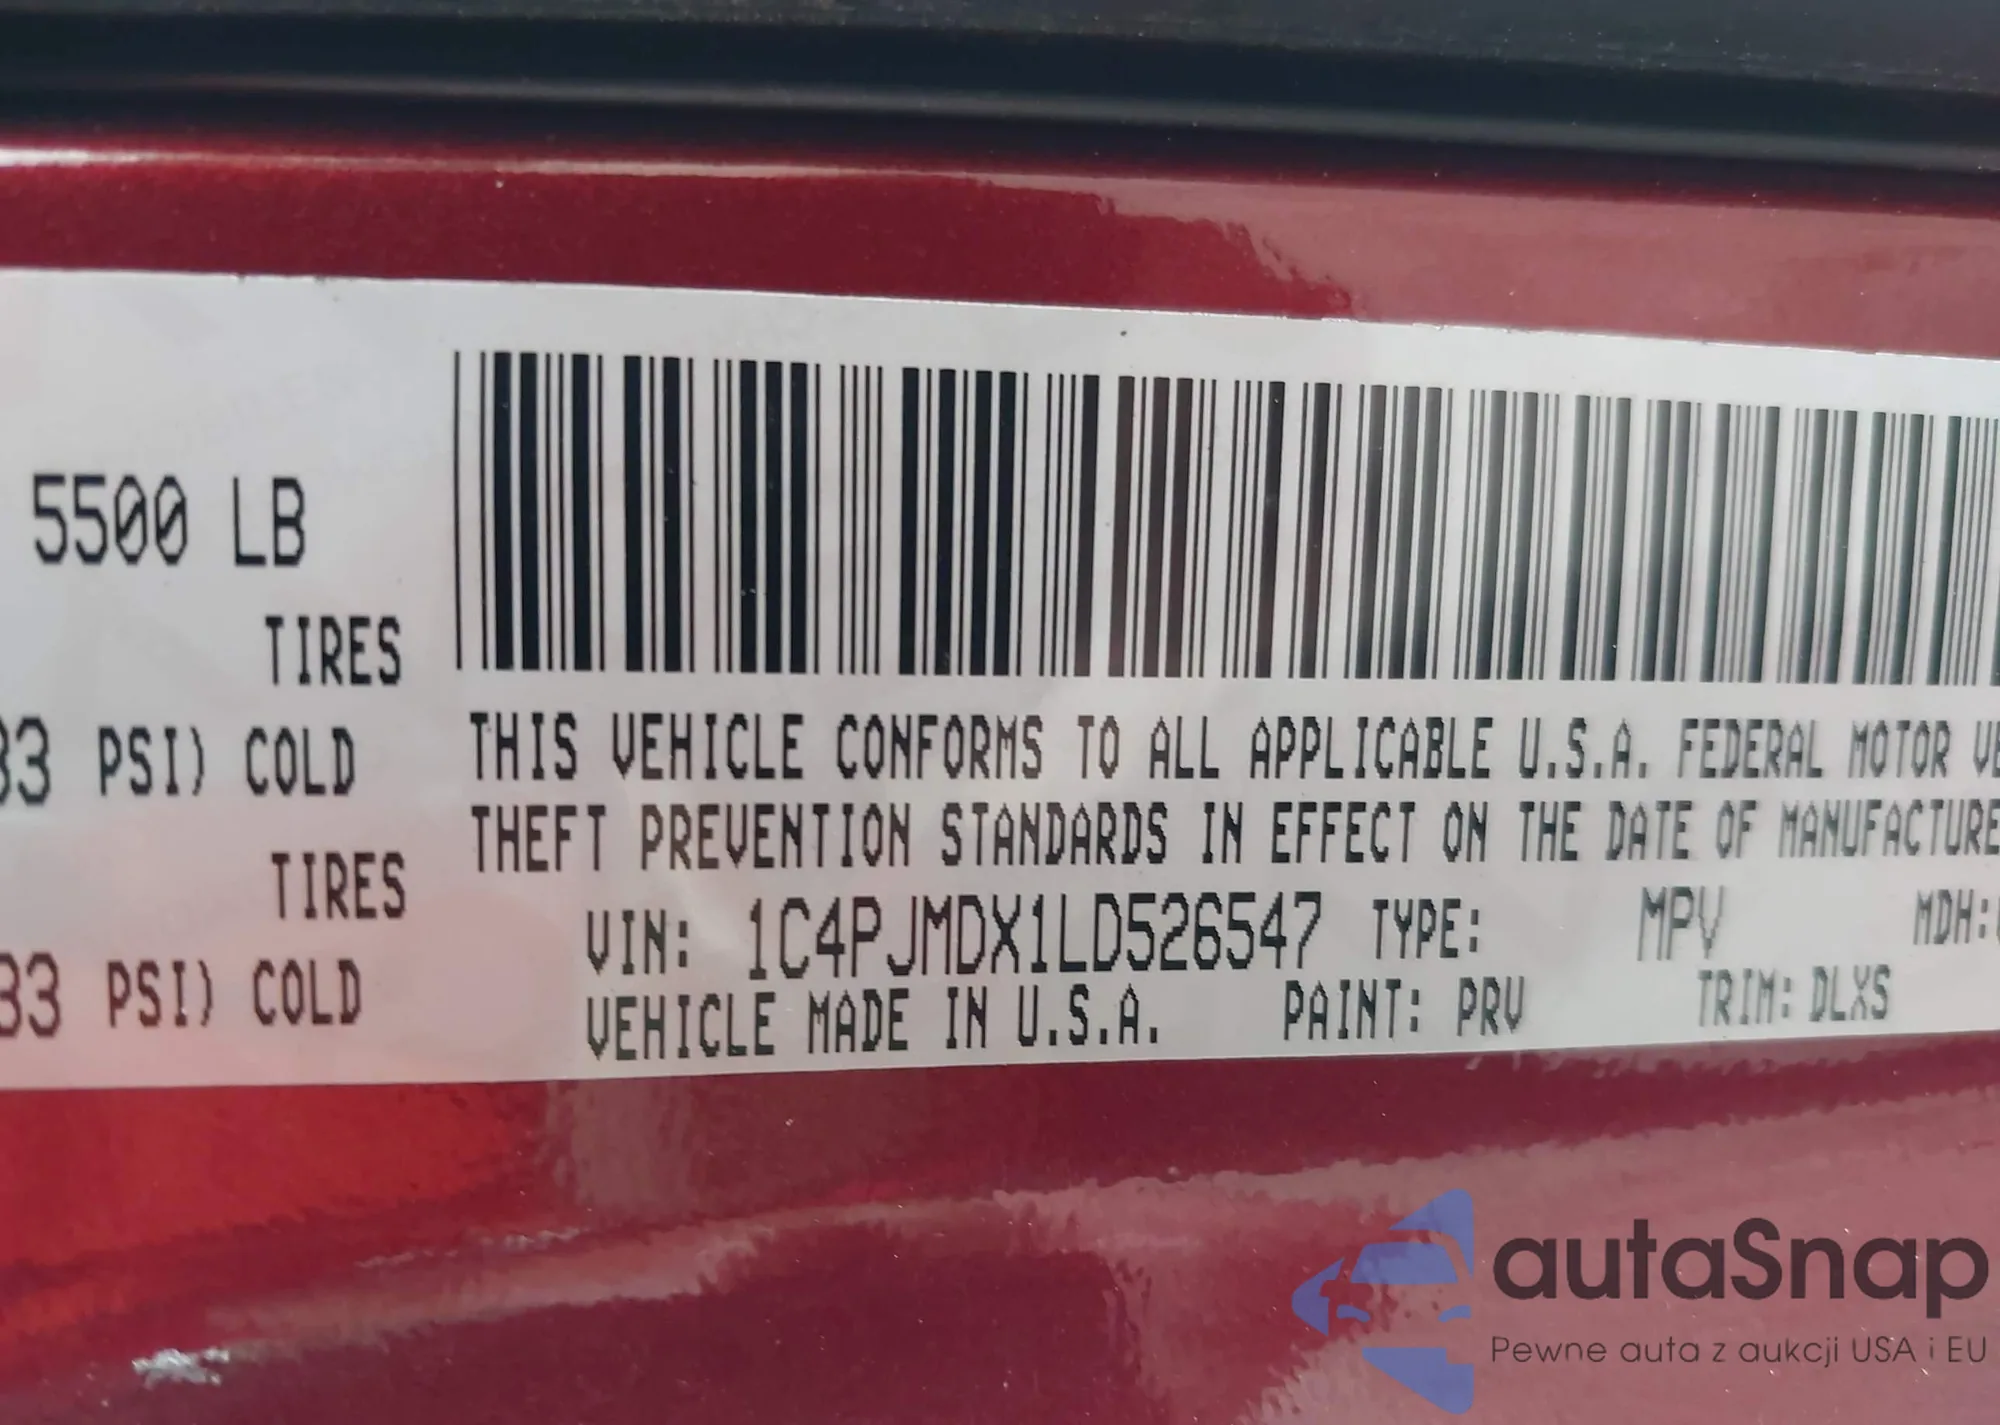 5500 LB
TIRES
33 PSI) COLD
TIRES
33 PSI) COLD
THIS VEHICLE CONFORMS TO ALL APPLICABLE U.S.A. FEDERAL MOTOR VE
THEFT PREVENTION STANDARDS IN EFFECT ON THE DATE OF MANUFACTURE
VIN: 1C4PJMDX1LD526547 TYPE: MPV MDH:
VEHICLE MADE IN U.S.A. PAINT: PRV TRIM: DLXS
autaSnap
Pewne auta z aukcji USA i EU